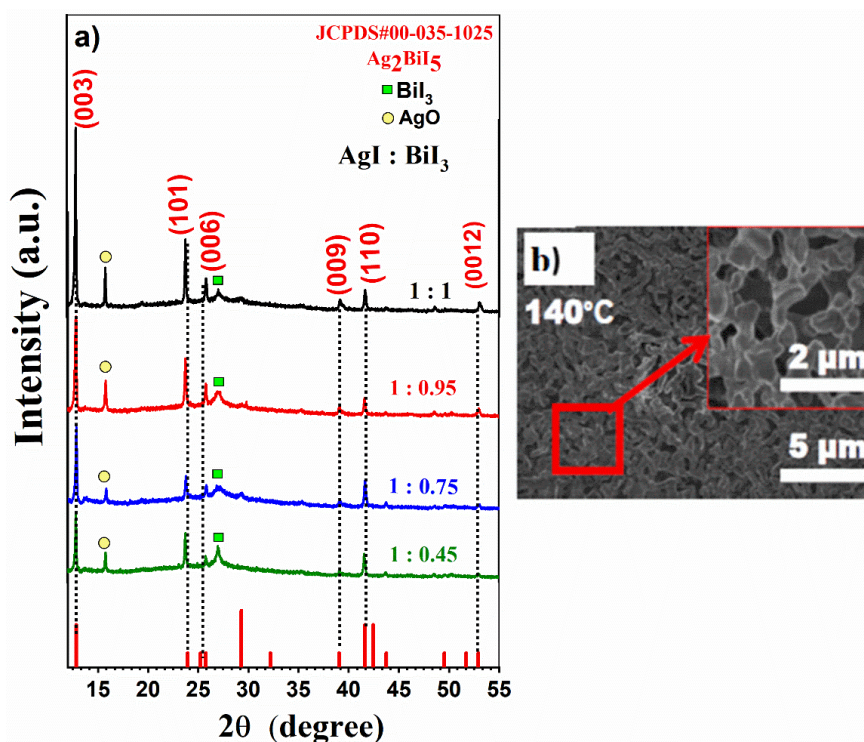 a)
JCPDS#00-035-1025
Ag2BiI5
BiI3
AgO
AgI : BiI3
(003)
(101)
(006)
(009)
(110)
(0012)
1 : 1
1 : 0.95
1 : 0.75
1 : 0.45
Intensity (a.u.)
15 20 25 30 35 40 45 50 55
2θ (degree)
b)
140°C
2 µm
5 µm